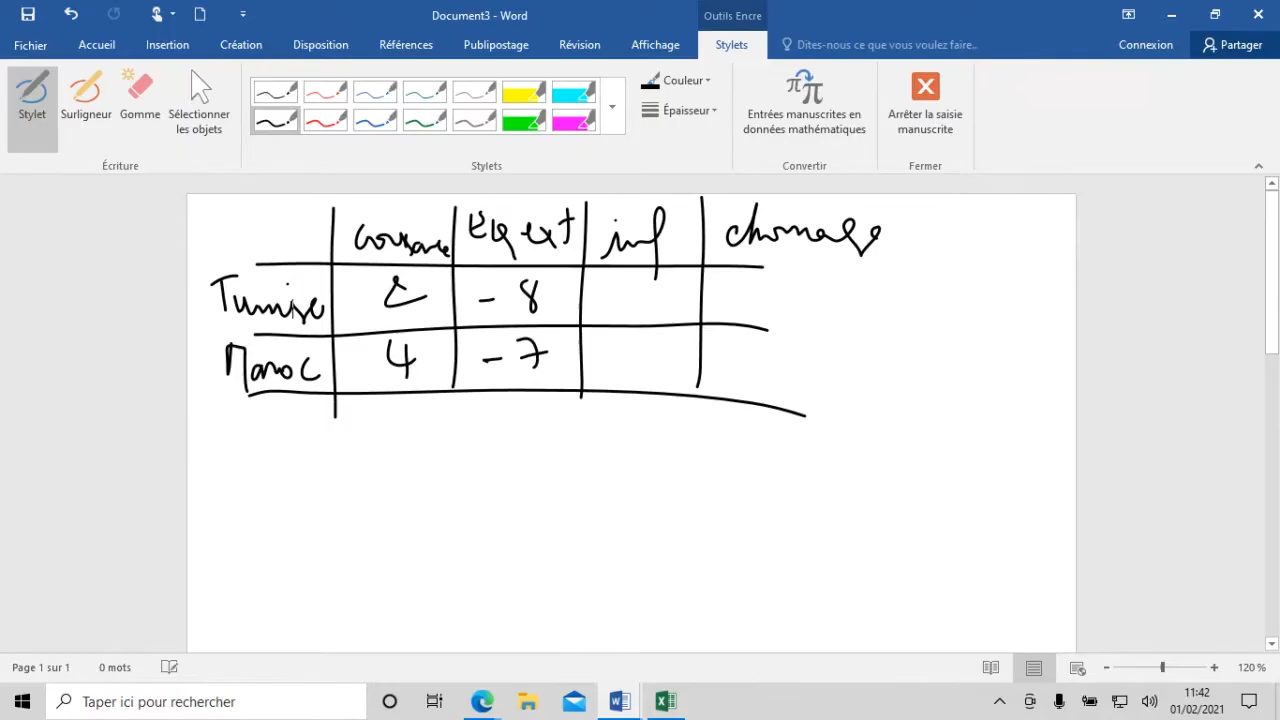 Document3 - Word
Outils Encre
Fichier Accueil Insertion Création Disposition Références Publipostage Révision Affichage Stylets Dites-nous ce que vous voulez faire... Connexion Partager
Stylet Surligneur Gomme Sélectionner les objets
Couleur
Épaisseur
Entrées manuscrites en données mathématiques
Arrêter la saisie manuscrite
Écriture Stylets Convertir Fermer
Eq ext inf chomage
Tunisie 2 - 8
Maroc 4 - 7
Page 1 sur 1 0 mots 120 %
Taper ici pour rechercher
11:42
01/02/2021